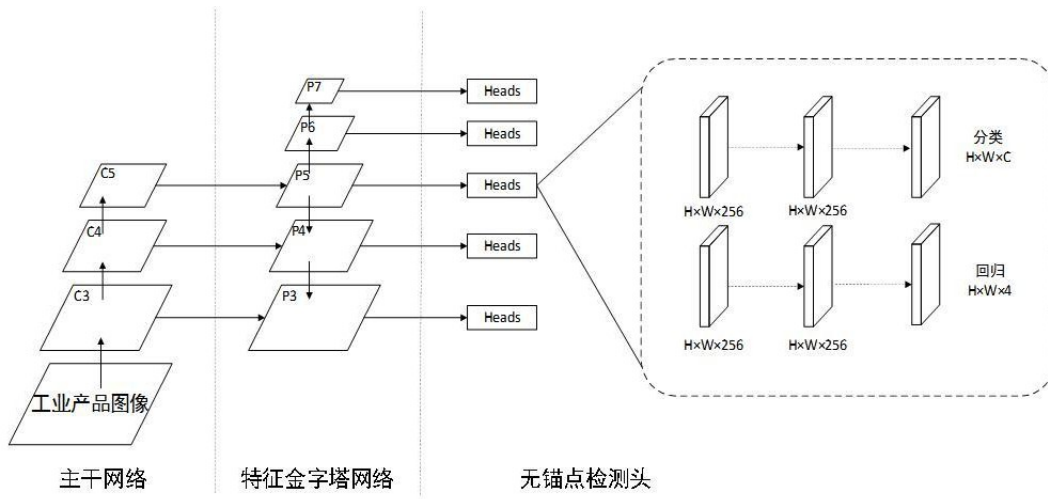 P7
Heads
P6
Heads
C5
P5
Heads
C4
P4
Heads
C3
P3
Heads
工业产品图像
分类
H×W×C
H×W×256
H×W×256
回归
H×W×4
H×W×256
H×W×256
主干网络
特征金字塔网络
无锚点检测头